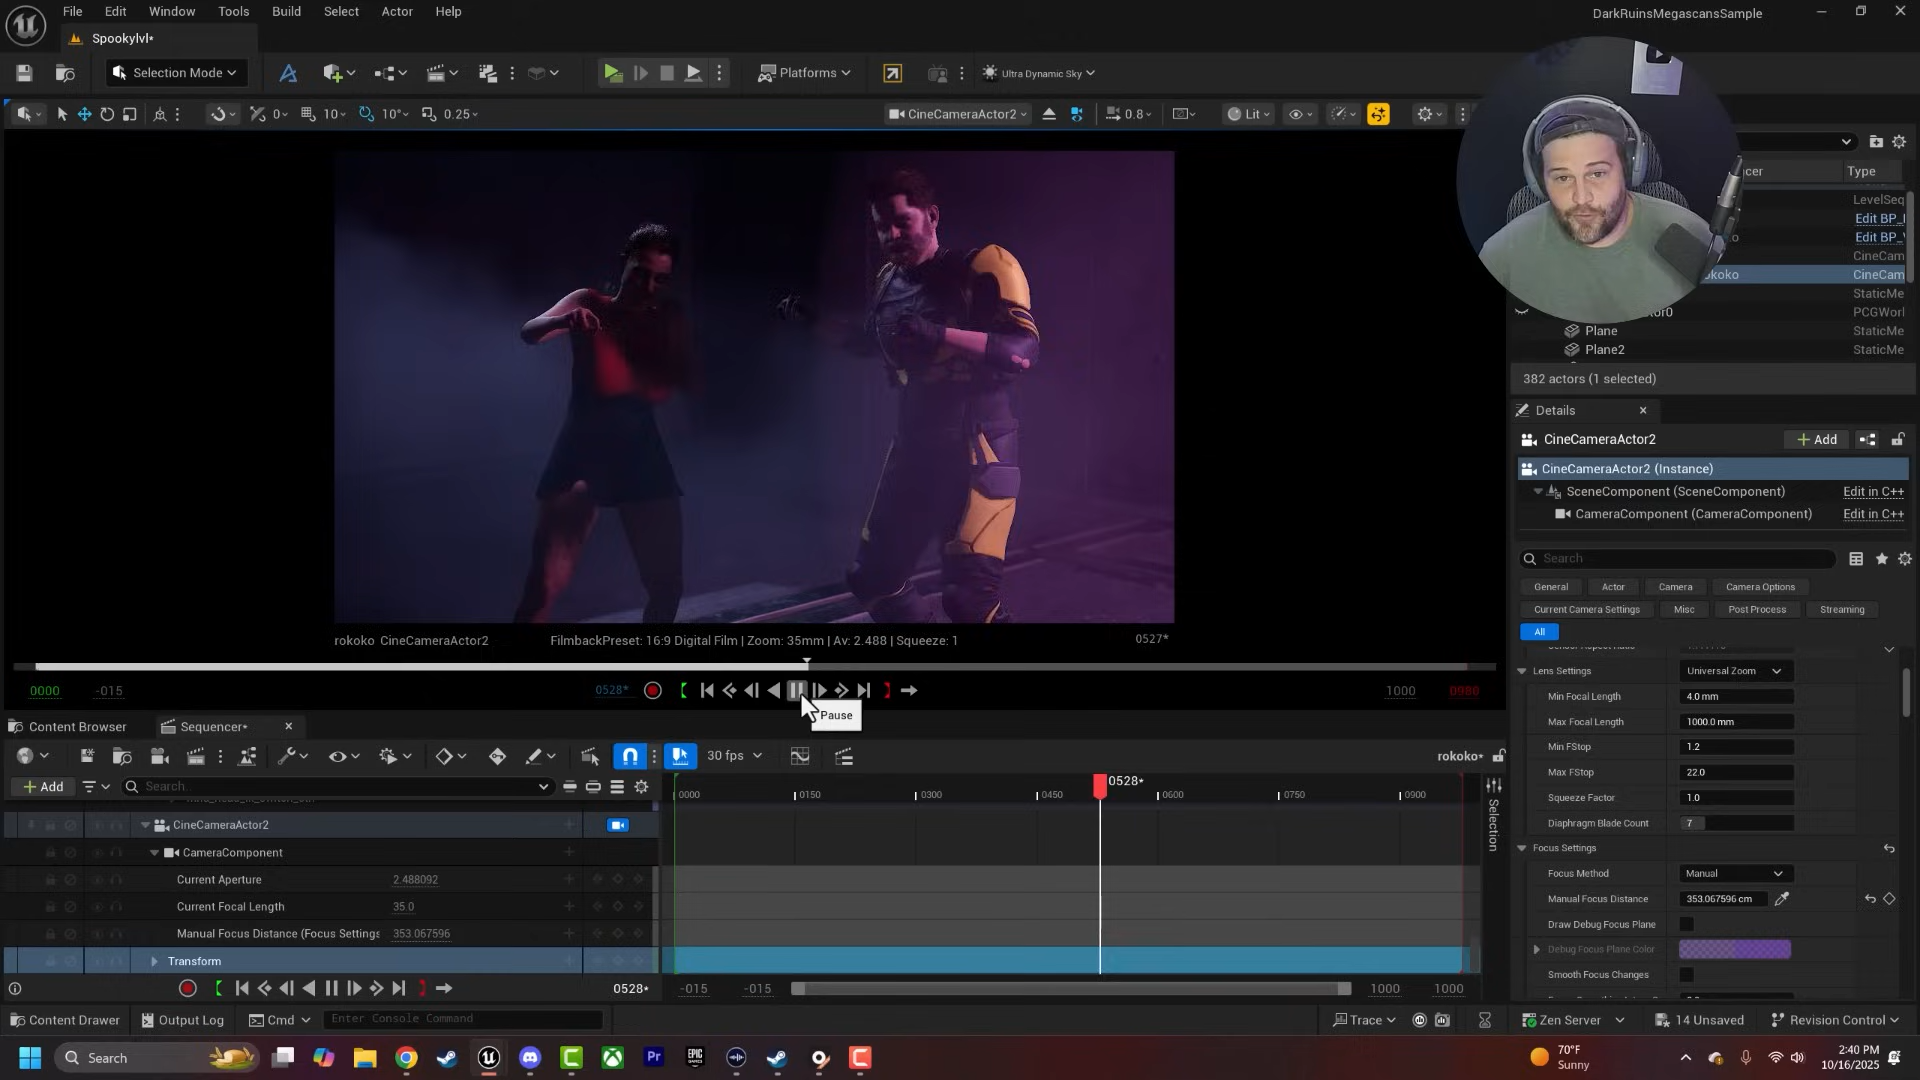 File Edit Window Tools Build Select Actor Help
DarkRuinsMegascansSample
Spookylvl*
Selection Mode
Platforms
Ultra Dynamic Sky
0
10
10°
0.25
CineCameraActor2
0.8
Lit
Type
LevelSeq
Edit BP_
Edit BP_
CineCam
CineCam
StaticMe
PCGWorl
Plane StaticMe
Plane2 StaticMe
382 actors (1 selected)
Details
CineCameraActor2
Add
CineCameraActor2 (Instance)
SceneComponent (SceneComponent) Edit in C++
CameraComponent (CameraComponent) Edit in C++
Search
General Actor Camera Camera Options
Current Camera Settings Misc Post Process Streaming
All
Lens Settings Universal Zoom
Min Focal Length 4.0 mm
Max Focal Length 1000.0 mm
Min FStop 1.2
Max FStop 22.0
Squeeze Factor 1.0
Diaphragm Blade Count 7
Focus Settings
Focus Method Manual
Manual Focus Distance 353.067596 cm
Draw Debug Focus Plane
Debug Focus Plane Color
Smooth Focus Changes
rokoko CineCameraActor2 FilmbackPreset: 16:9 Digital Film | Zoom: 35mm | Av: 2.488 | Squeeze: 1 0527*
0000 -015 0528* 1000 0980
Pause
Content Browser Sequencer*
30 fps
rokoko*
Add Search...
0528*
0000 0150 0300 0450 0600 0750 0900
Selection
CineCameraActor2
CameraComponent
Current Aperture 2.488092
Current Focal Length 35.0
Manual Focus Distance (Focus Settings 353.067596
Transform
0528* -015 -015 1000 1000
Content Drawer Output Log Cmd Enter Console Command
Trace Zen Server 14 Unsaved Revision Control
Search
Pr
EPIC GAMES
70°F
Sunny
2:40 PM
10/16/2025